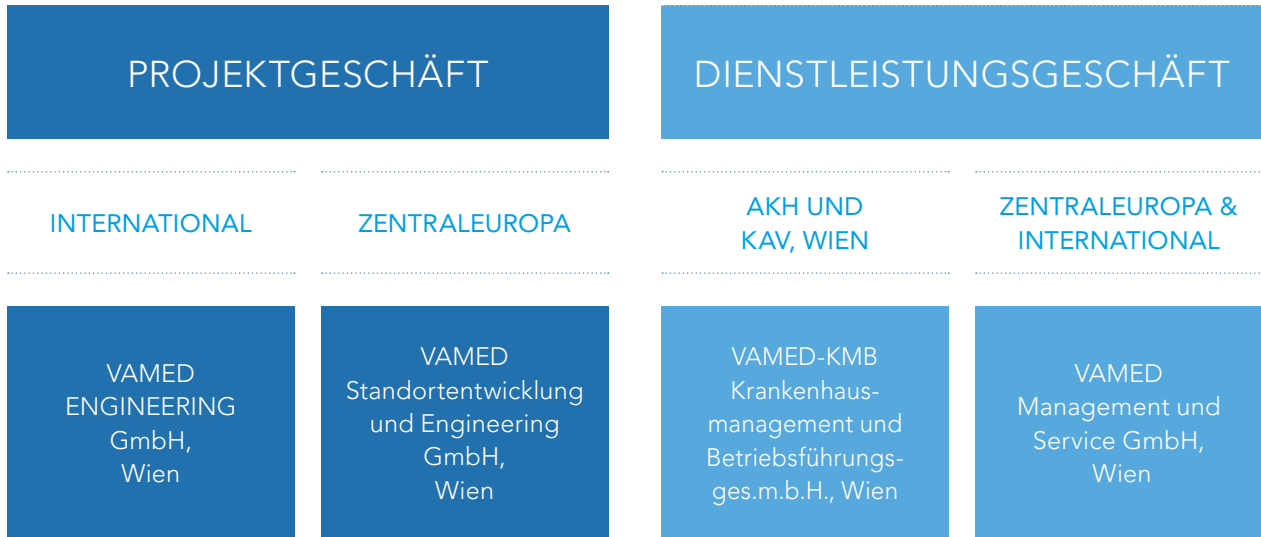 PROJEKTGESCHÄFT
DIENSTLEISTUNGSGESCHÄFT
INTERNATIONAL
ZENTRALEUROPA
AKH UND
KAV, WIEN
ZENTRALEUROPA &
INTERNATIONAL
VAMED
ENGINEERING
GmbH,
Wien
VAMED
Standortentwicklung
und Engineering
GmbH,
Wien
VAMED-KMB
Krankenhaus-
management und
Betriebsführungs-
ges.m.b.H., Wien
VAMED
Management und
Service GmbH,
Wien